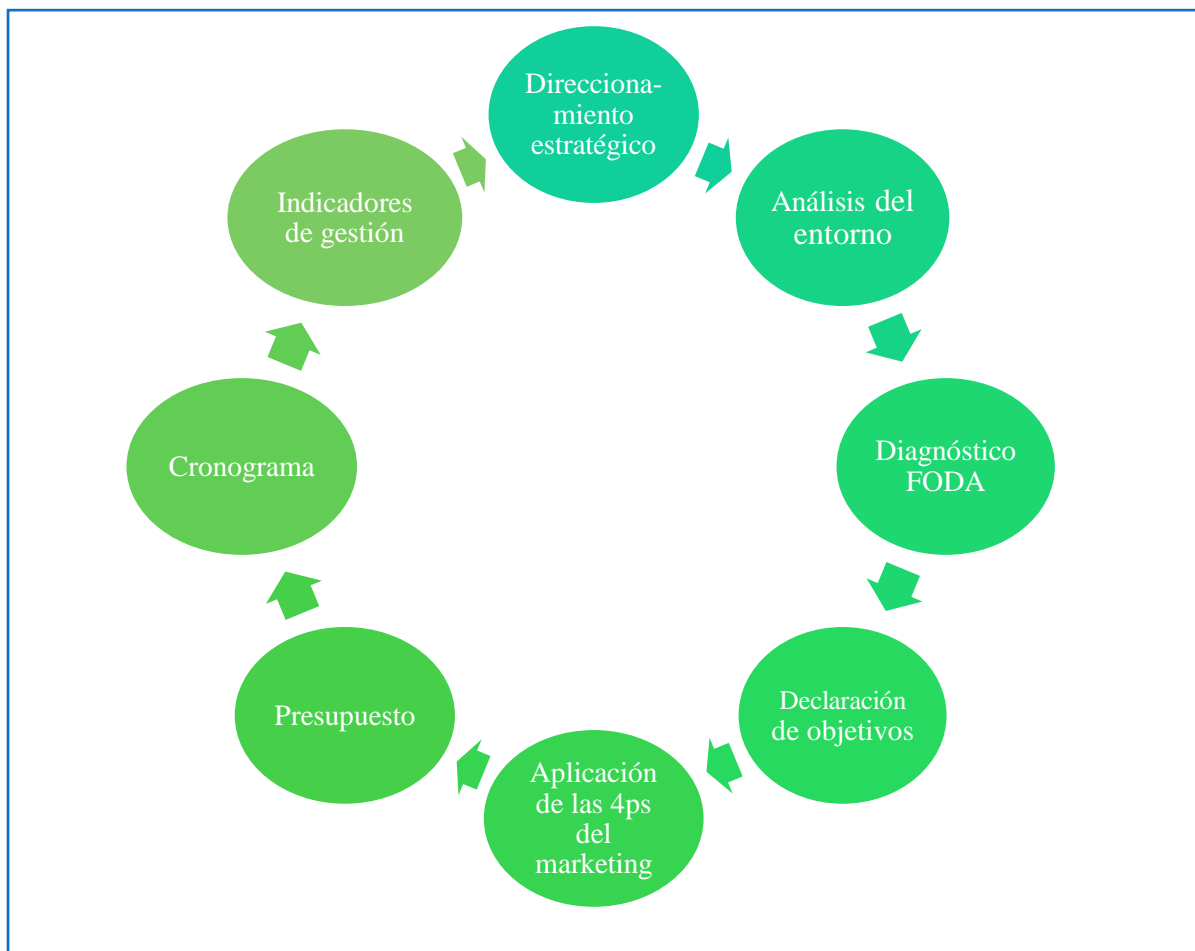 Direcciona-
miento
estratégico
Análisis del
entorno
Diagnóstico
FODA
Declaración
de objetivos
Aplicación
de las 4ps
del
marketing
Presupuesto
Cronograma
Indicadores
de gestión